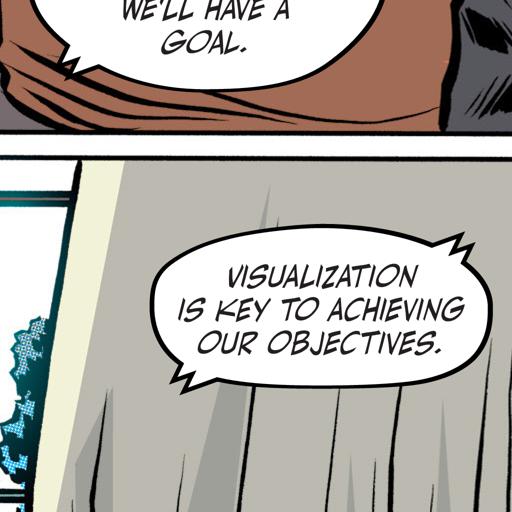 WE'LL HAVE A
GOAL.
VISUALIZATION
IS KEY TO ACHIEVING
OUR OBJECTIVES.